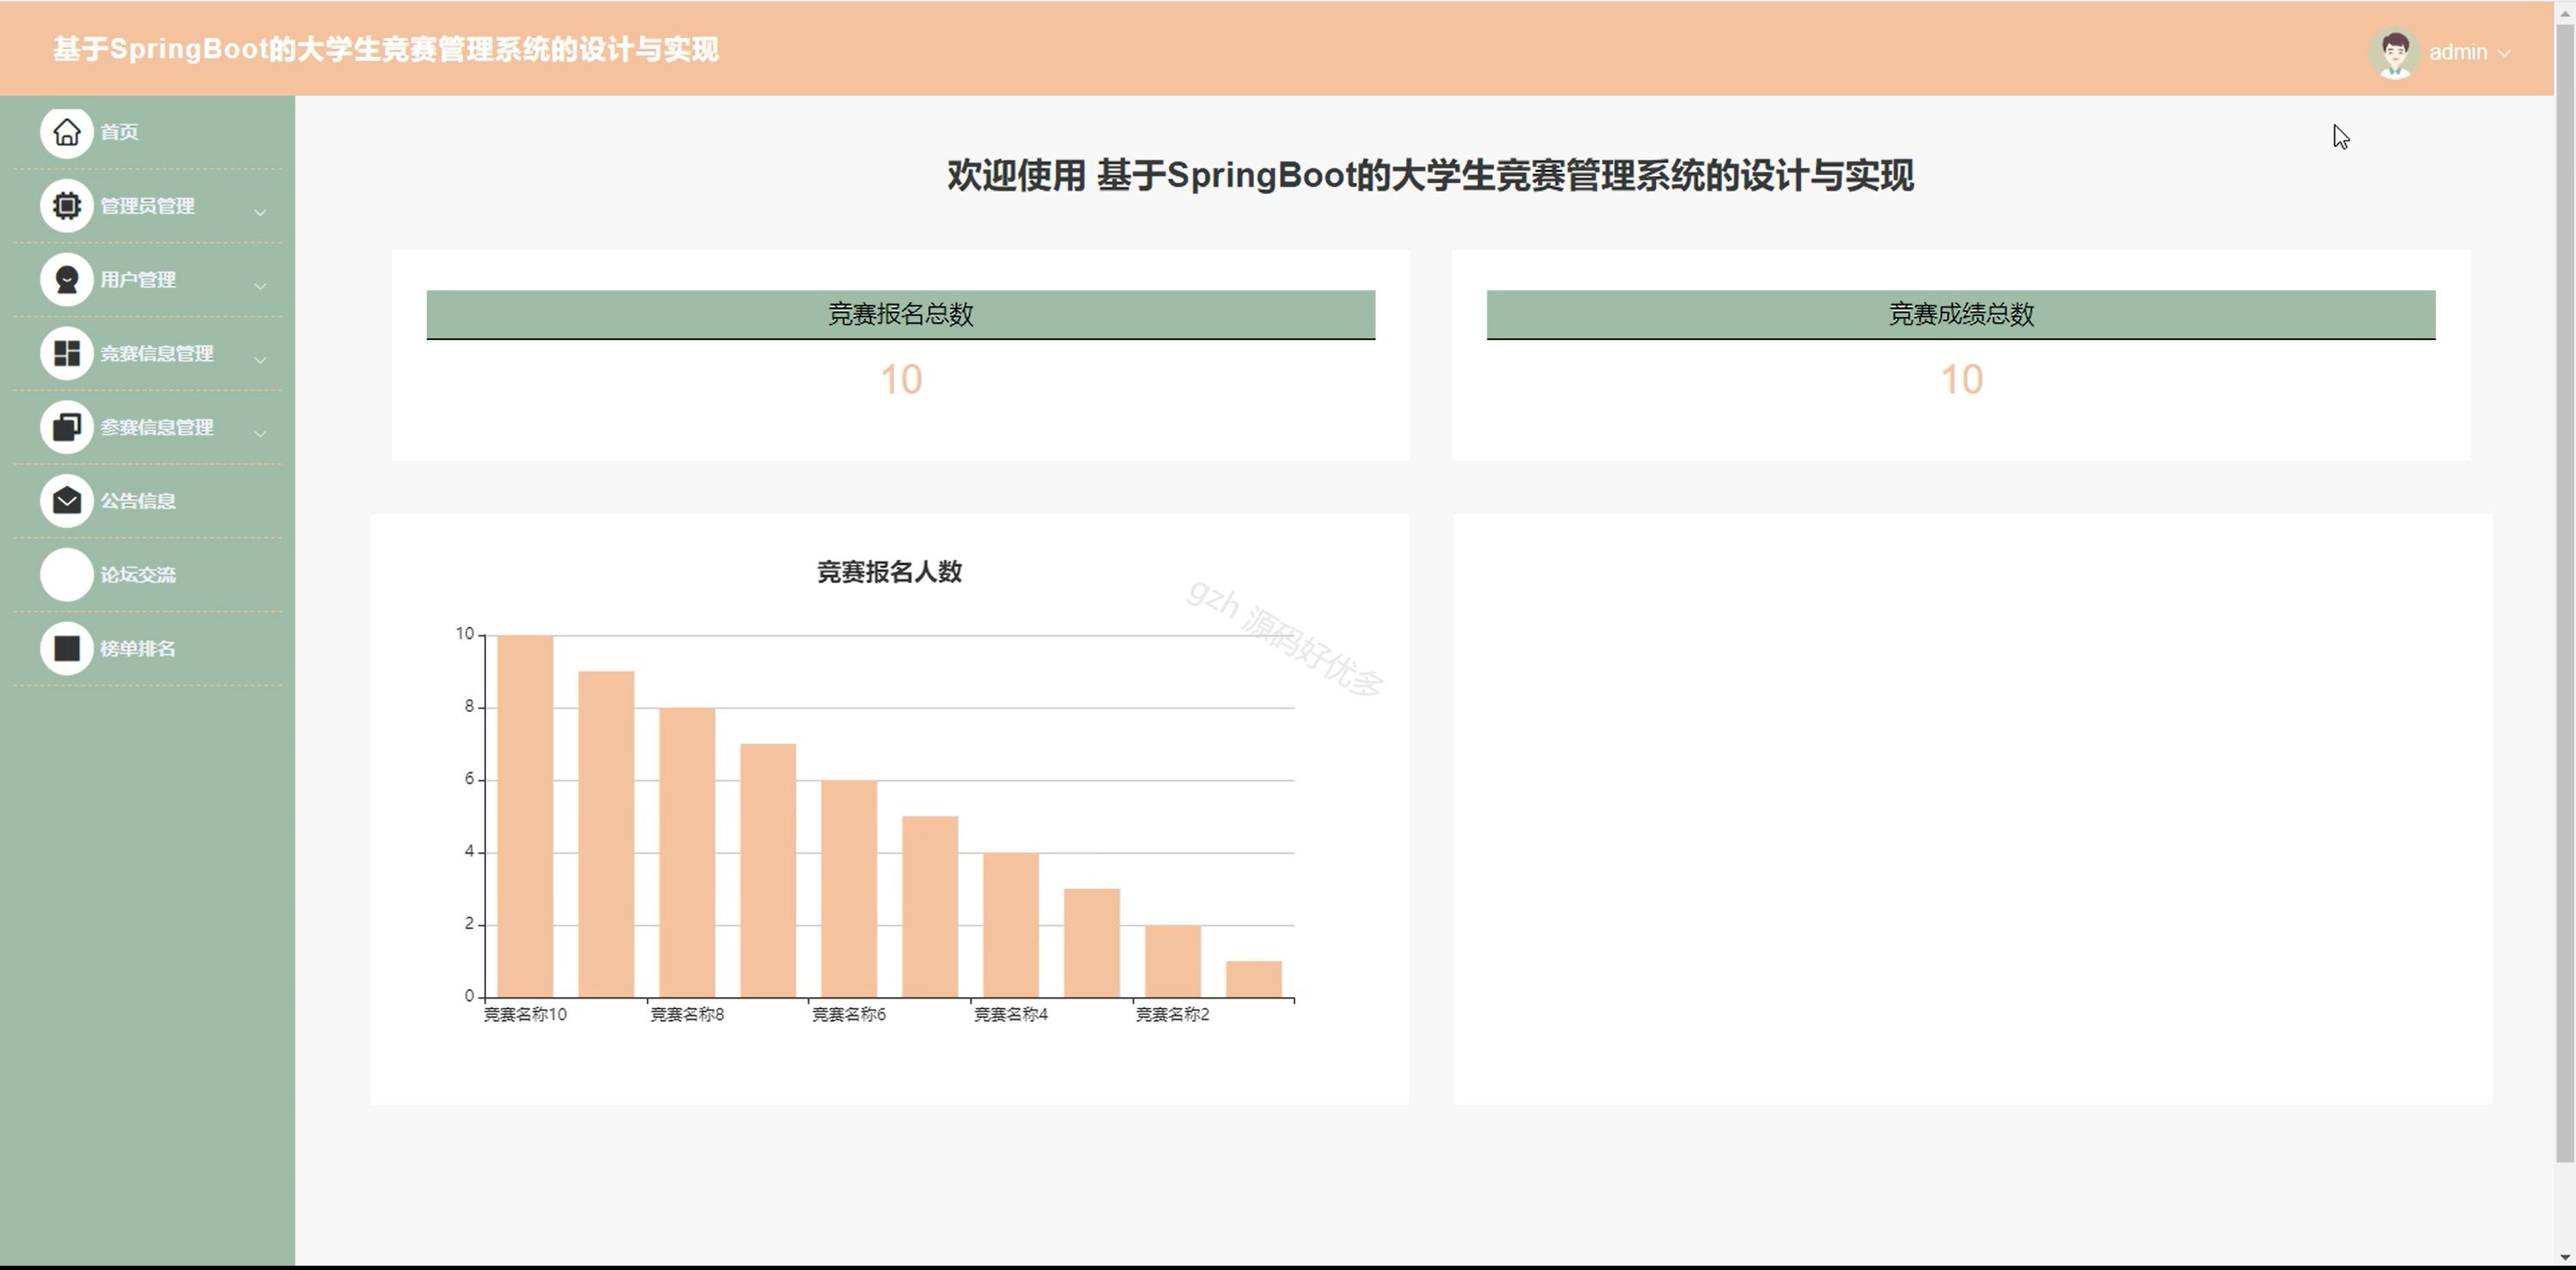 基于SpringBoot的大学生竞赛管理系统的设计与实现
admin
首页
管理员管理
用户管理
竞赛信息管理
参赛信息管理
公告信息
论坛交流
榜单排名
欢迎使用 基于SpringBoot的大学生竞赛管理系统的设计与实现
竞赛报名总数
10
竞赛成绩总数
10
竞赛报名人数
gzh 源码好优多
10
8
6
4
2
0
竞赛名称10 竞赛名称8 竞赛名称6 竞赛名称4 竞赛名称2